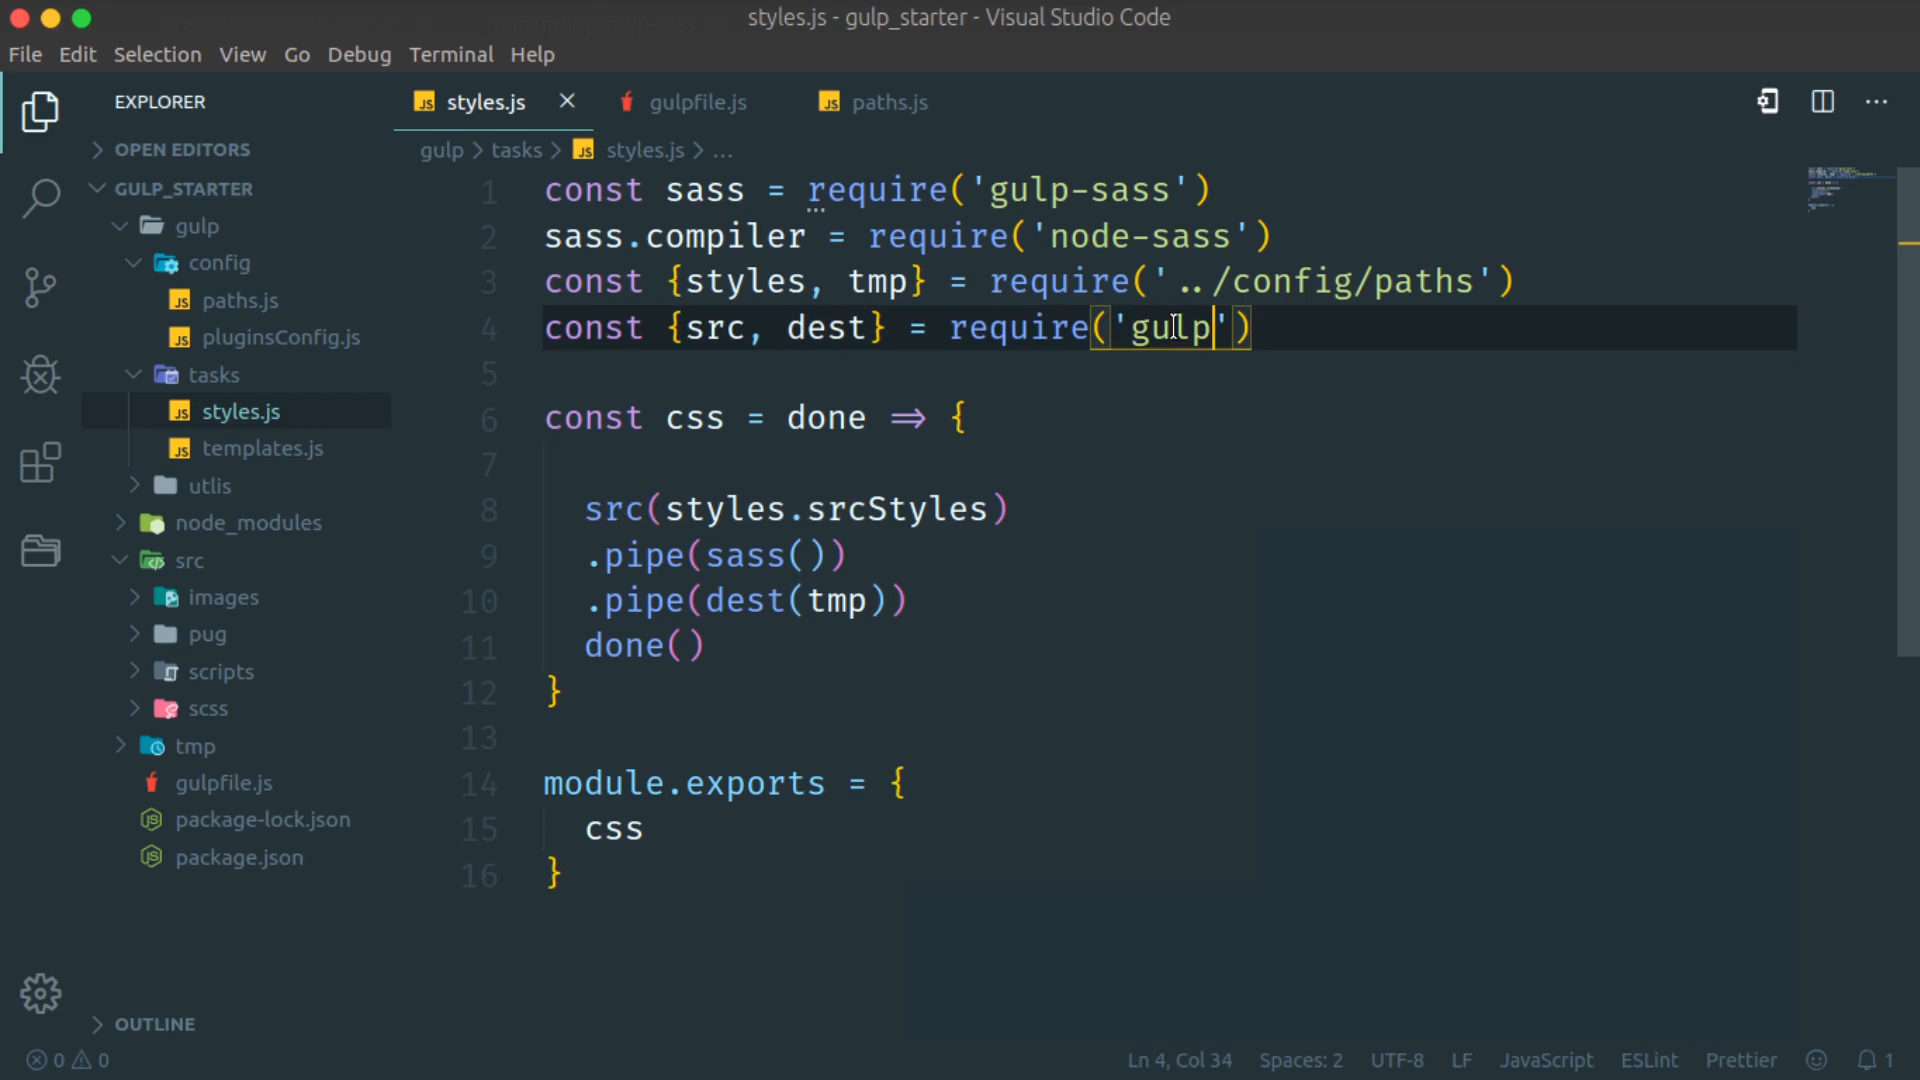 styles.js - gulp_starter - Visual Studio Code
File Edit Selection View Go Debug Terminal Help
EXPLORER
OPEN EDITORS
GULP_STARTER
gulp
config
paths.js
pluginsConfig.js
tasks
styles.js
templates.js
utlis
node_modules
src
images
pug
scripts
scss
tmp
gulpfile.js
package-lock.json
package.json
OUTLINE
styles.js gulpfile.js paths.js
gulp > tasks > JS styles.js > ...
1 const sass = require('gulp-sass')
2 sass.compiler = require('node-sass')
3 const {styles, tmp} = require('../config/paths')
4 const {src, dest} = require('gulp')
5
6 const css = done => {
7
8 src(styles.srcStyles)
9 .pipe(sass())
10 .pipe(dest(tmp))
11 done()
12 }
13
14 module.exports = {
15 css
16 }
0 0 Ln 4, Col 34 Spaces: 2 UTF-8 LF JavaScript ESLint Prettier 1